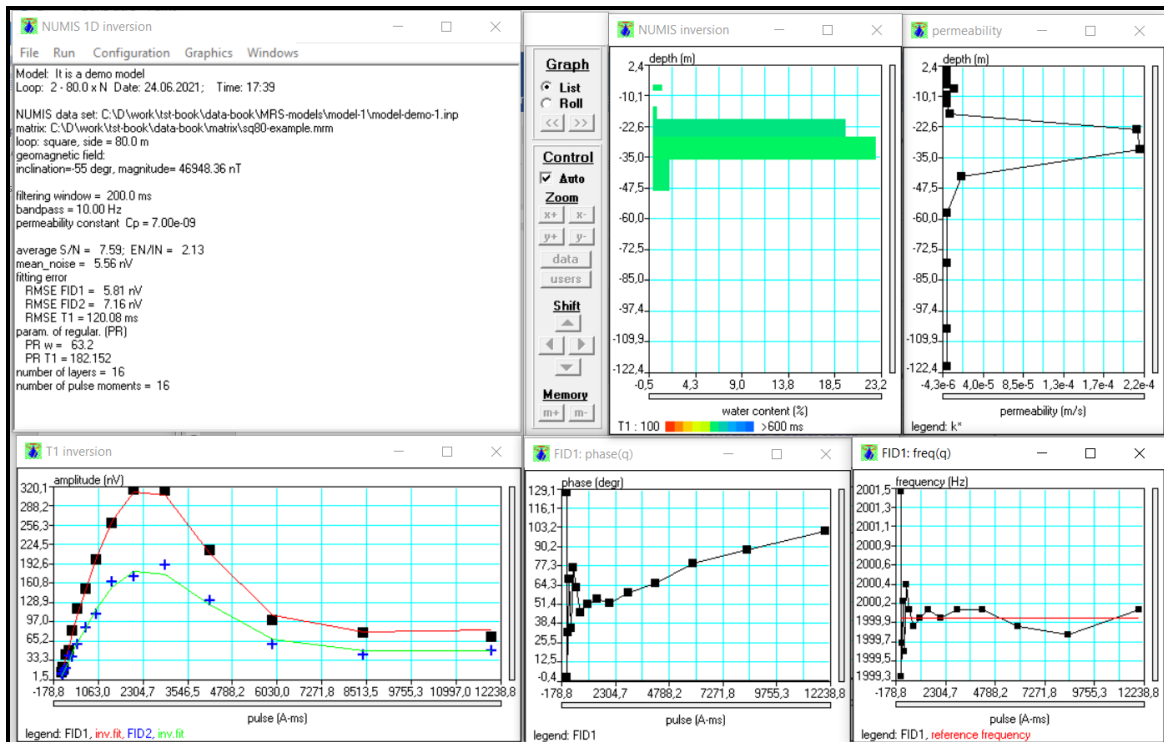 NUMIS 1D inversion
File Run Configuration Graphics Windows
Model: It is a demo model
Loop: 2 - 80.0 x N Date: 24.06.2021; Time: 17:39
NUMIS data set: C:\D\work\tst-book\data-book\MRS-models\model-1\model-demo-1.inp
matrix: C:\D\work\tst-book\data-book\matrix\sq80-example.mrm
loop: square, side = 80.0 m
geomagnetic field:
inclination=-55 degr, magnitude= 46948.36 nT
filtering window = 200.0 ms
bandpass = 10.00 Hz
permeability constant Cp = 7.00e-09
average S/N = 7.59; EN/IN = 2.13
mean_noise = 5.56 nV
fitting error
RMSE FID1 = 5.81 nV
RMSE FID2 = 7.16 nV
RMSE T1 = 120.08 ms
param. of regular. (PR)
PR w = 63.2
PR T1 = 182.152
number of layers = 16
number of pulse moments = 16
Graph
List
Roll
<< >>
Control
Auto
Zoom
x+ x-
y+ y-
data
users
Shift
Memory
m+ m-
NUMIS inversion
depth (m)
2,4
-10,1
-22,6
-35,0
-47,5
-60,0
-72,5
-85,0
-97,4
-109,9
-122,4
-0,5 4,3 9,0 13,8 18,5 23,2
water content (%)
T1 : 100 >600 ms
permeability
depth (m)
2,4
-10,1
-22,6
-35,0
-47,5
-60,0
-72,5
-85,0
-97,4
-109,9
-122,4
-4,3e-6 4,0e-5 8,5e-5 1,3e-4 1,7e-4 2,2e-4
permeability (m/s)
legend: k*
T1 inversion
amplitude (nV)
320,1
288,2
256,3
224,5
192,6
160,8
128,9
97,0
65,2
33,3
1,5
-178,8 1063,0 2304,7 3546,5 4788,2 6030,0 7271,8 8513,5 9755,3 10997,0 12238,8
pulse (A-ms)
legend: FID1, inv.fit, FID2, inv.fit
FID1: phase(q)
phase (degr)
129,1
116,1
103,2
90,2
77,3
64,3
51,4
38,4
25,5
12,5
-0,4
-178,8 2304,7 4788,2 7271,8 9755,3 12238,8
pulse (A-ms)
legend: FID1
FID1: freq(q)
frequency (Hz)
2001,5
2001,3
2001,1
2000,9
2000,6
2000,4
2000,2
1999,9
1999,7
1999,5
1999,3
-178,8 2304,7 4788,2 7271,8 9755,3 12238,8
pulse (A-ms)
legend: FID1, reference frequency